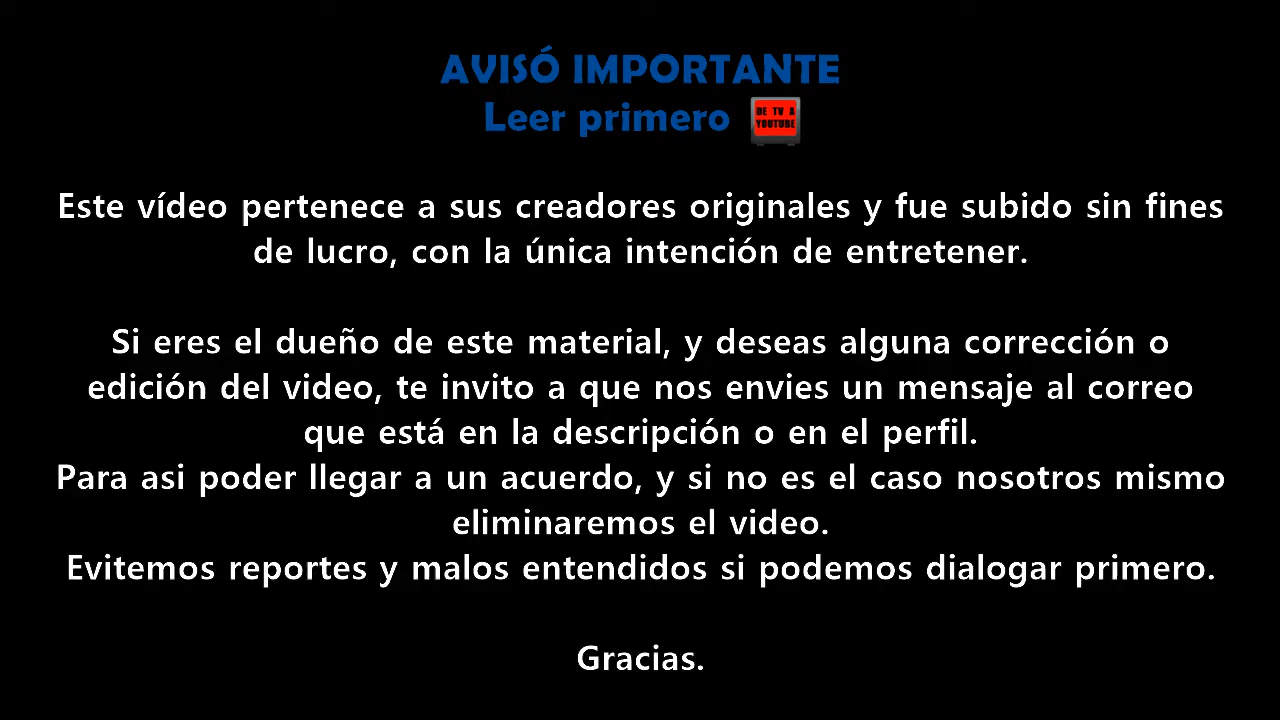 AVISÓ IMPORTANTE
Leer primero
DE TV A
YOUTUBE
Este vídeo pertenece a sus creadores originales y fue subido sin fines
de lucro, con la única intención de entretener.
Si eres el dueño de este material, y deseas alguna corrección o
edición del video, te invito a que nos envies un mensaje al correo
que está en la descripción o en el perfil.
Para asi poder llegar a un acuerdo, y si no es el caso nosotros mismo
eliminaremos el video.
Evitemos reportes y malos entendidos si podemos dialogar primero.
Gracias.